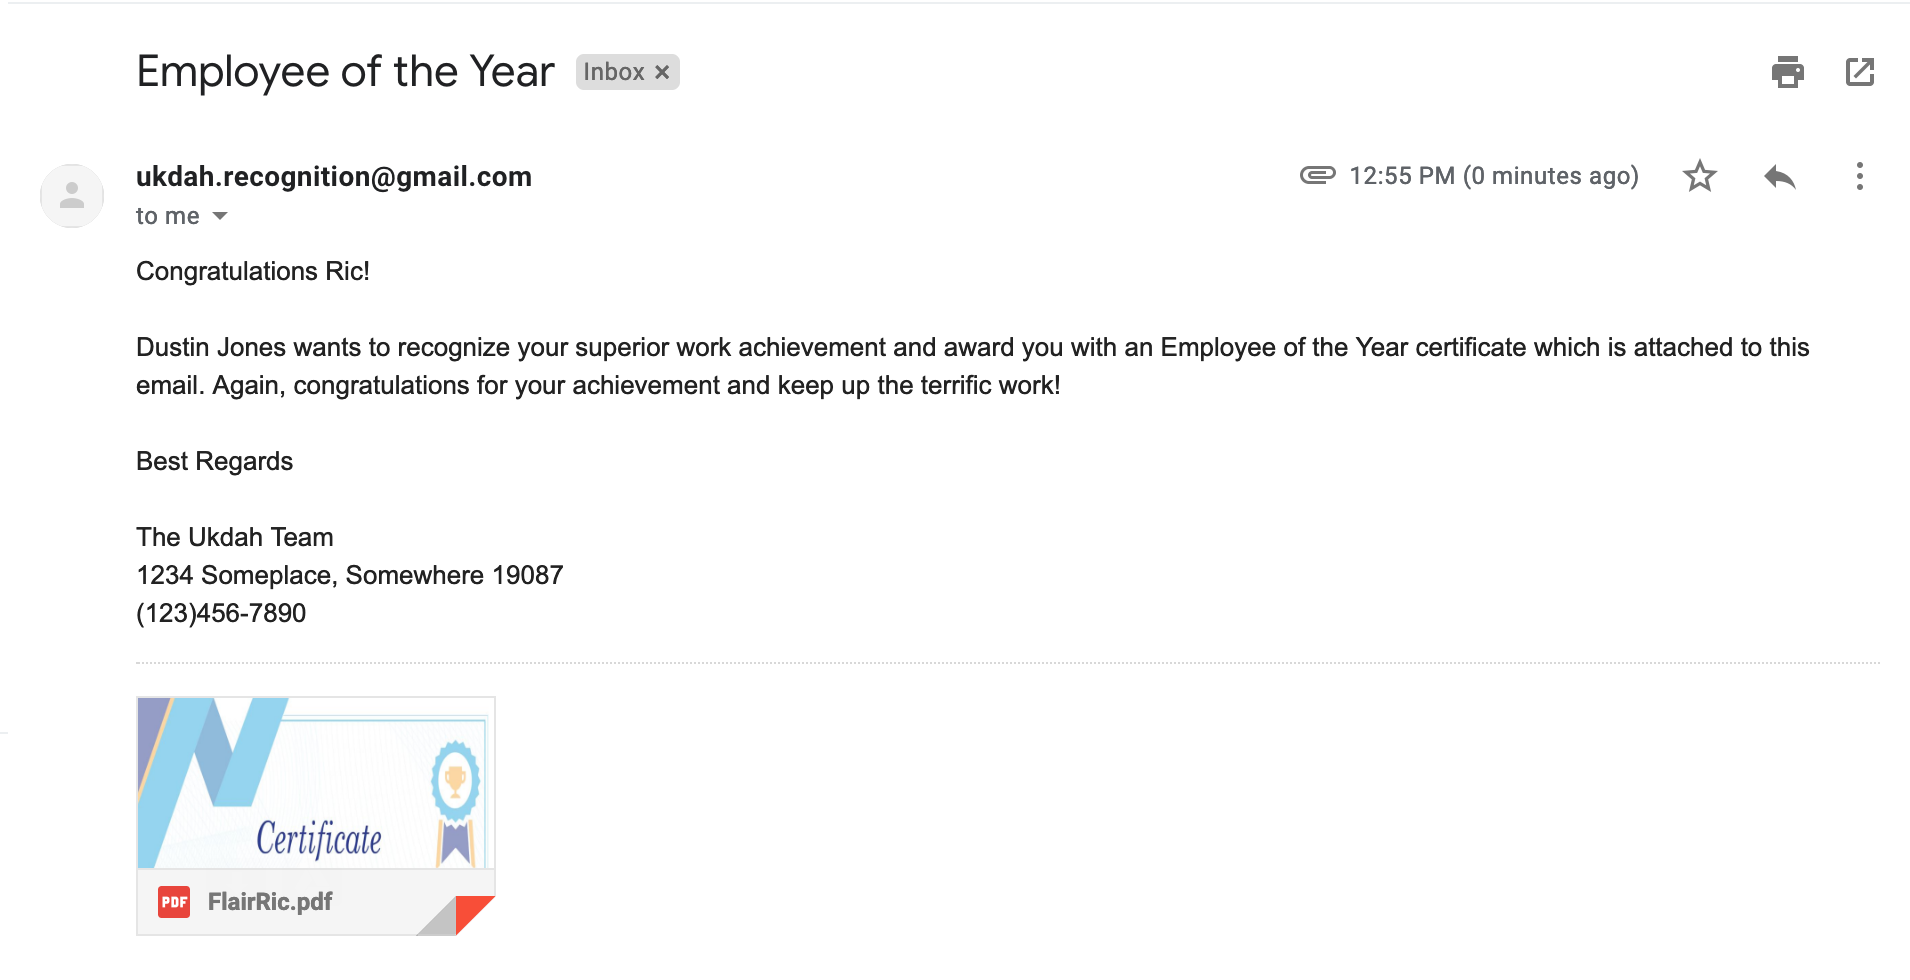 Employee of the Year Inbox ×
ukdah.recognition@gmail.com 12:55 PM (0 minutes ago)
to me
Congratulations Ric!
Dustin Jones wants to recognize your superior work achievement and award you with an Employee of the Year certificate which is attached to this
email. Again, congratulations for your achievement and keep up the terrific work!
Best Regards
The Ukdah Team
1234 Someplace, Somewhere 19087
(123)456-7890
Certificate
PDF FlairRic.pdf